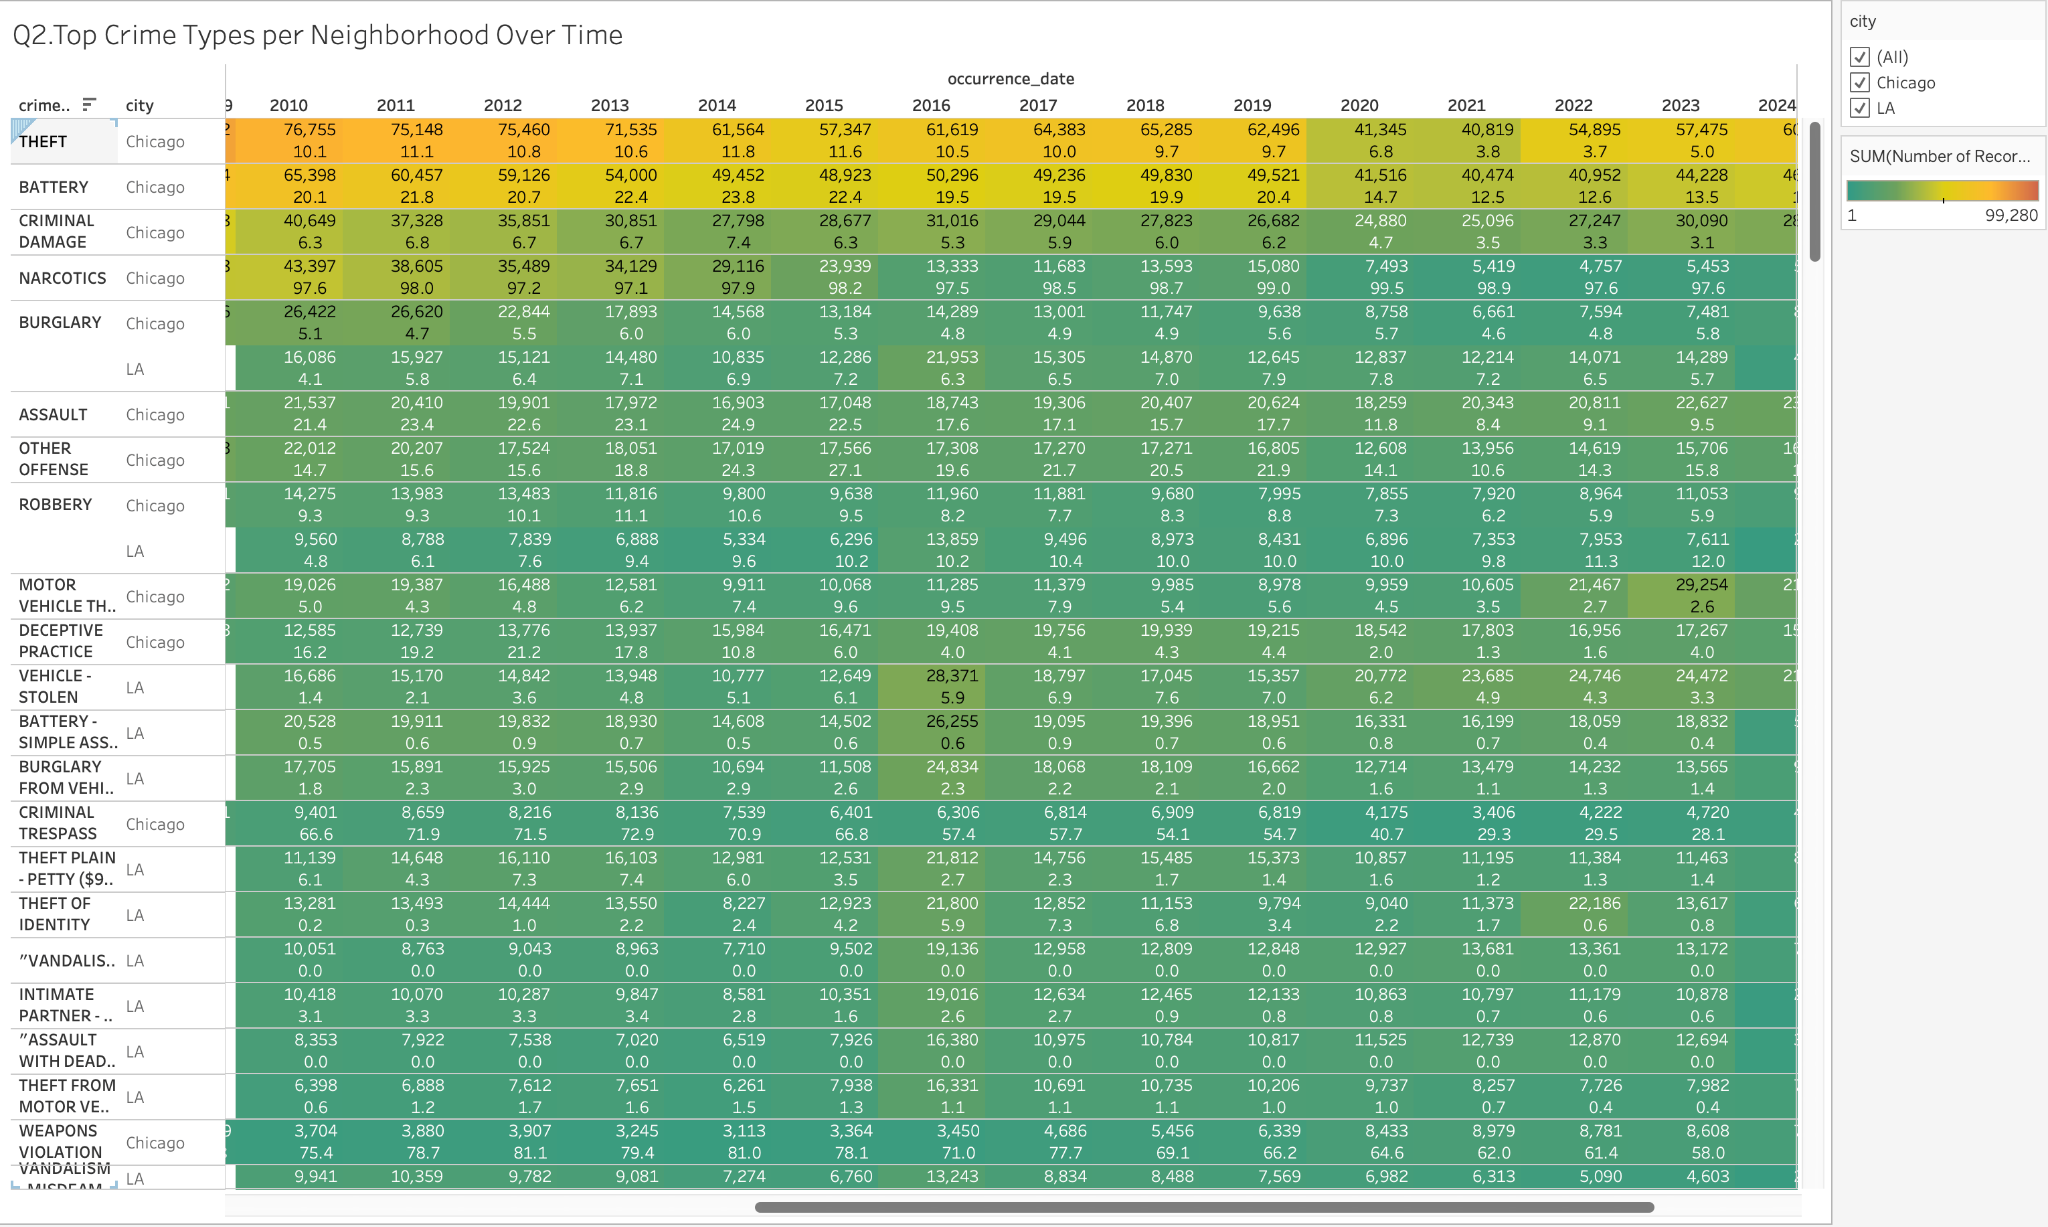 Q2.Top Crime Types per Neighborhood Over Time
occurrence_date
crime.. city 9 2010 2011 2012 2013 2014 2015 2016 2017 2018 2019 2020 2021 2022 2023 2024
THEFT Chicago 2 76,755 75,148 75,460 71,535 61,564 57,347 61,619 64,383 65,285 62,496 41,345 40,819 54,895 57,475 60
10.1 11.1 10.8 10.6 11.8 11.6 10.5 10.0 9.7 9.7 6.8 3.8 3.7 5.0
BATTERY Chicago 4 65,398 60,457 59,126 54,000 49,452 48,923 50,296 49,236 49,830 49,521 41,516 40,474 40,952 44,228 46
20.1 21.8 20.7 22.4 23.8 22.4 19.5 19.5 19.9 20.4 14.7 12.5 12.6 13.5
CRIMINAL DAMAGE Chicago 3 40,649 37,328 35,851 30,851 27,798 28,677 31,016 29,044 27,823 26,682 24,880 25,096 27,247 30,090 28
6.3 6.8 6.7 6.7 7.4 6.3 5.3 5.9 6.0 6.2 4.7 3.5 3.3 3.1
NARCOTICS Chicago 3 43,397 38,605 35,489 34,129 29,116 23,939 13,333 11,683 13,593 15,080 7,493 5,419 4,757 5,453
97.6 98.0 97.2 97.1 97.9 98.2 97.5 98.5 98.7 99.0 99.5 98.9 97.6 97.6
BURGLARY Chicago 26,422 26,620 22,844 17,893 14,568 13,184 14,289 13,001 11,747 9,638 8,758 6,661 7,594 7,481
5.1 4.7 5.5 6.0 6.0 5.3 4.8 4.9 4.9 5.6 5.7 4.6 4.8 5.8
LA 16,086 15,927 15,121 14,480 10,835 12,286 21,953 15,305 14,870 12,645 12,837 12,214 14,071 14,289
4.1 5.8 6.4 7.1 6.9 7.2 6.3 6.5 7.0 7.9 7.8 7.2 6.5 5.7
ASSAULT Chicago 1 21,537 20,410 19,901 17,972 16,903 17,048 18,743 19,306 20,407 20,624 18,259 20,343 20,811 22,627 23
21.4 23.4 22.6 23.1 24.9 22.5 17.6 17.1 15.7 17.7 11.8 8.4 9.1 9.5
OTHER OFFENSE Chicago 3 22,012 20,207 17,524 18,051 17,019 17,566 17,308 17,270 17,271 16,805 12,608 13,956 14,619 15,706 16
14.7 15.6 15.6 18.8 24.3 27.1 19.6 21.7 20.5 21.9 14.1 10.6 14.3 15.8
ROBBERY Chicago 1 14,275 13,983 13,483 11,816 9,800 9,638 11,960 11,881 9,680 7,995 7,855 7,920 8,964 11,053
9.3 9.3 10.1 11.1 10.6 9.5 8.2 7.7 8.3 8.8 7.3 6.2 5.9 5.9
LA 9,560 8,788 7,839 6,888 5,334 6,296 13,859 9,496 8,973 8,431 6,896 7,353 7,953 7,611
4.8 6.1 7.6 9.4 9.6 10.2 10.2 10.4 10.0 10.0 10.0 9.8 11.3 12.0
MOTOR VEHICLE TH.. Chicago 2 19,026 19,387 16,488 12,581 9,911 10,068 11,285 11,379 9,985 8,978 9,959 10,605 21,467 29,254 21
5.0 4.3 4.8 6.2 7.4 9.6 9.5 7.9 5.4 5.6 4.5 3.5 2.7 2.6
DECEPTIVE PRACTICE Chicago 3 12,585 12,739 13,776 13,937 15,984 16,471 19,408 19,756 19,939 19,215 18,542 17,803 16,956 17,267 15
16.2 19.2 21.2 17.8 10.8 6.0 4.0 4.1 4.3 4.4 2.0 1.3 1.6 4.0
VEHICLE - STOLEN LA 16,686 15,170 14,842 13,948 10,777 12,649 28,371 18,797 17,045 15,357 20,772 23,685 24,746 24,472 21
1.4 2.1 3.6 4.8 5.1 6.1 5.9 6.9 7.6 7.0 6.2 4.9 4.3 3.3
BATTERY - SIMPLE ASS.. LA 20,528 19,911 19,832 18,930 14,608 14,502 26,255 19,095 19,396 18,951 16,331 16,199 18,059 18,832
0.5 0.6 0.9 0.7 0.5 0.6 0.6 0.9 0.7 0.6 0.8 0.7 0.4 0.4
BURGLARY FROM VEHI.. LA 17,705 15,891 15,925 15,506 10,694 11,508 24,834 18,068 18,109 16,662 12,714 13,479 14,232 13,565
1.8 2.3 3.0 2.9 2.9 2.6 2.3 2.2 2.1 2.0 1.6 1.1 1.3 1.4
CRIMINAL TRESPASS Chicago 1 9,401 8,659 8,216 8,136 7,539 6,401 6,306 6,814 6,909 6,819 4,175 3,406 4,222 4,720
66.6 71.9 71.5 72.9 70.9 66.8 57.4 57.7 54.1 54.7 40.7 29.3 29.5 28.1
THEFT PLAIN - PETTY ($9.. LA 11,139 14,648 16,110 16,103 12,981 12,531 21,812 14,756 15,485 15,373 10,857 11,195 11,384 11,463
6.1 4.3 7.3 7.4 6.0 3.5 2.7 2.3 1.7 1.4 1.6 1.2 1.3 1.4
THEFT OF IDENTITY LA 13,281 13,493 14,444 13,550 8,227 12,923 21,800 12,852 11,153 9,794 9,040 11,373 22,186 13,617
0.2 0.3 1.0 2.2 2.4 4.2 5.9 7.3 6.8 3.4 2.2 1.7 0.6 0.8
"VANDALIS.. LA 10,051 8,763 9,043 8,963 7,710 9,502 19,136 12,958 12,809 12,848 12,927 13,681 13,361 13,172
0.0 0.0 0.0 0.0 0.0 0.0 0.0 0.0 0.0 0.0 0.0 0.0 0.0 0.0
INTIMATE PARTNER - .. LA 10,418 10,070 10,287 9,847 8,581 10,351 19,016 12,634 12,465 12,133 10,863 10,797 11,179 10,878
3.1 3.3 3.3 3.4 2.8 1.6 2.6 2.7 0.9 0.8 0.8 0.7 0.6 0.6
"ASSAULT WITH DEAD.. LA 8,353 7,922 7,538 7,020 6,519 7,926 16,380 10,975 10,784 10,817 11,525 12,739 12,870 12,694
0.0 0.0 0.0 0.0 0.0 0.0 0.0 0.0 0.0 0.0 0.0 0.0 0.0 0.0
THEFT FROM MOTOR VE.. LA 6,398 6,888 7,612 7,651 6,261 7,938 16,331 10,691 10,735 10,206 9,737 8,257 7,726 7,982
0.6 1.2 1.7 1.6 1.5 1.3 1.1 1.1 1.1 1.0 1.0 0.7 0.4 0.4
WEAPONS VIOLATION Chicago 9 3,704 3,880 3,907 3,245 3,113 3,364 3,450 4,686 5,456 6,339 8,433 8,979 8,781 8,608
75.4 78.7 81.1 79.4 81.0 78.1 71.0 77.7 69.1 66.2 64.6 62.0 61.4 58.0
VANDALISM LA 9,941 10,359 9,782 9,081 7,274 6,760 13,243 8,834 8,488 7,569 6,982 6,313 5,090 4,603
city
(All)
Chicago
LA
SUM(Number of Recor...
1 99,280